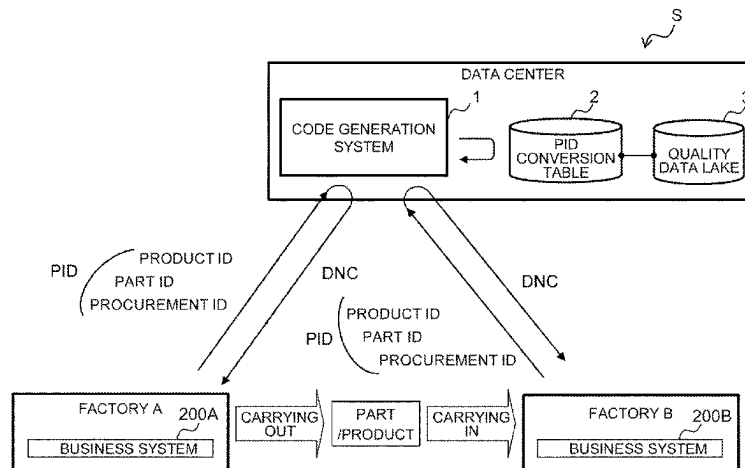 S
DATA CENTER
1
2
3
CODE GENERATION
SYSTEM
PID
CONVERSION
TABLE
QUALITY
DATA LAKE
PID
PRODUCT ID
PART ID
PROCUREMENT ID
DNC
PID
PRODUCT ID
PART ID
PROCUREMENT ID
DNC
FACTORY A
200A
BUSINESS SYSTEM
CARRYING
OUT
PART
/PRODUCT
CARRYING
IN
FACTORY B
200B
BUSINESS SYSTEM